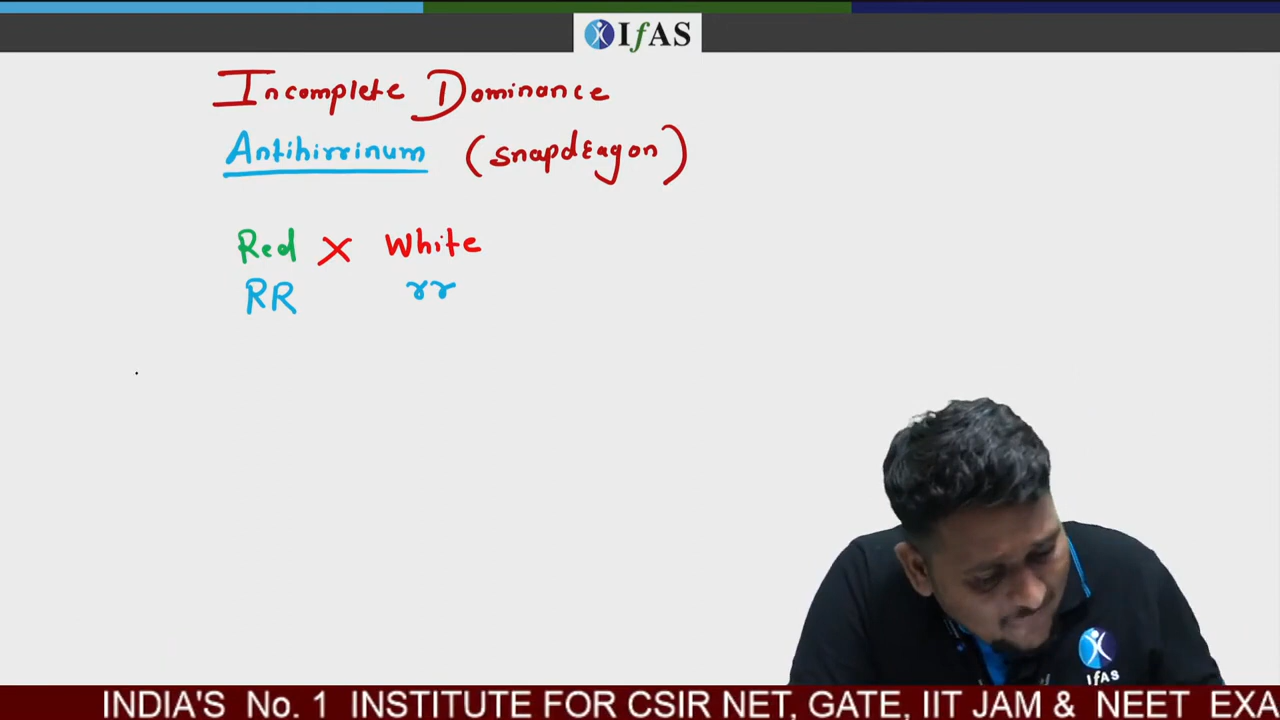 IfAS
Incomplete Dominance
Antihirrinum (snapdragon)
Red X White
RR rr
IfAS
INDIA'S No. 1 INSTITUTE FOR CSIR NET, GATE, IIT JAM & NEET EXA